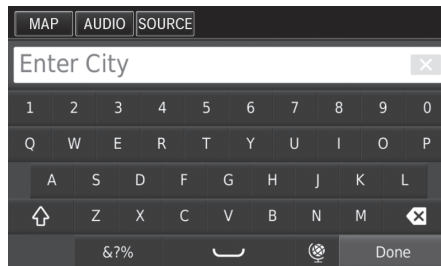 MAP AUDIO SOURCE
Enter City
1 2 3 4 5 6 7 8 9 0
Q W E R T Y U I O P
A S D F G H J K L
Z X C V B N M
&?% Done